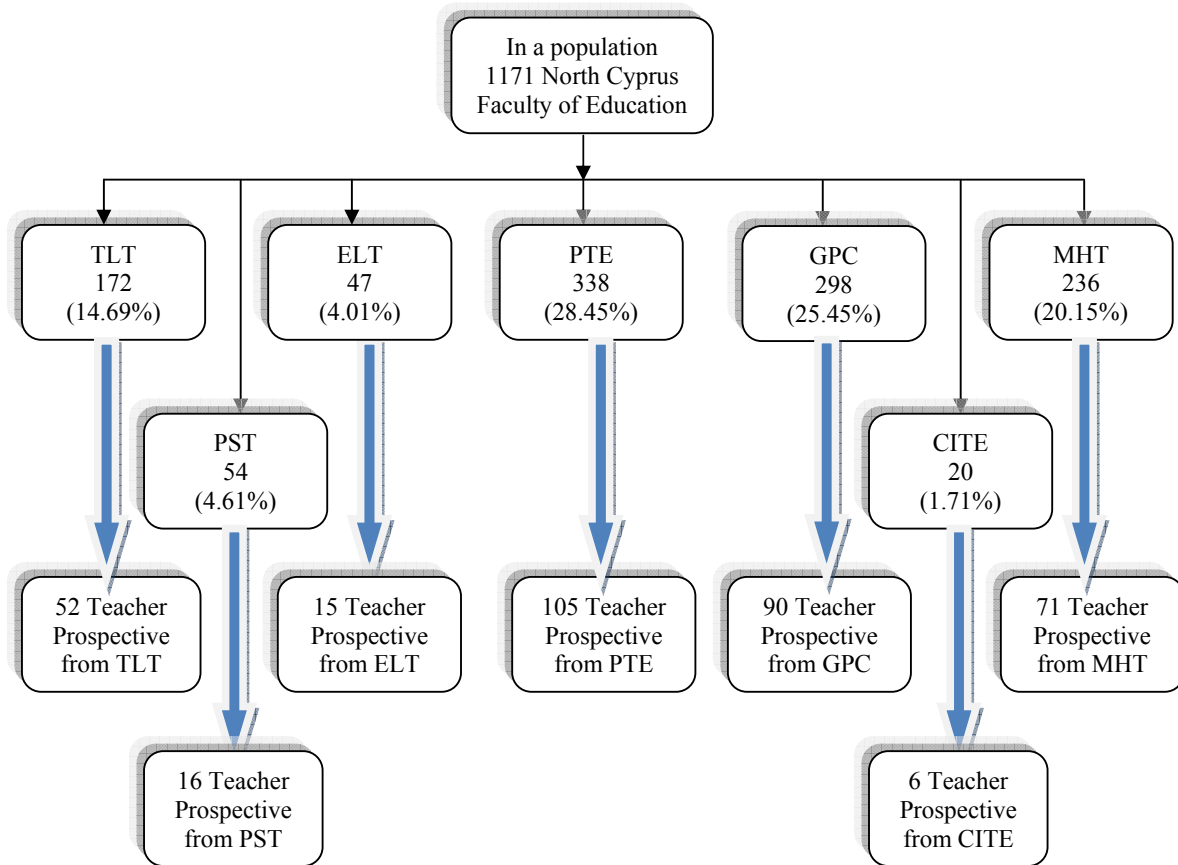 In a population
1171 North Cyprus
Faculty of Education
TLT
172
(14.69%)
ELT
47
(4.01%)
PTE
338
(28.45%)
GPC
298
(25.45%)
MHT
236
(20.15%)
PST
54
(4.61%)
CITE
20
(1.71%)
52 Teacher
Prospective
from TLT
15 Teacher
Prospective
from ELT
105 Teacher
Prospective
from PTE
90 Teacher
Prospective
from GPC
71 Teacher
Prospective
from MHT
16 Teacher
Prospective
from PST
6 Teacher
Prospective
from CITE